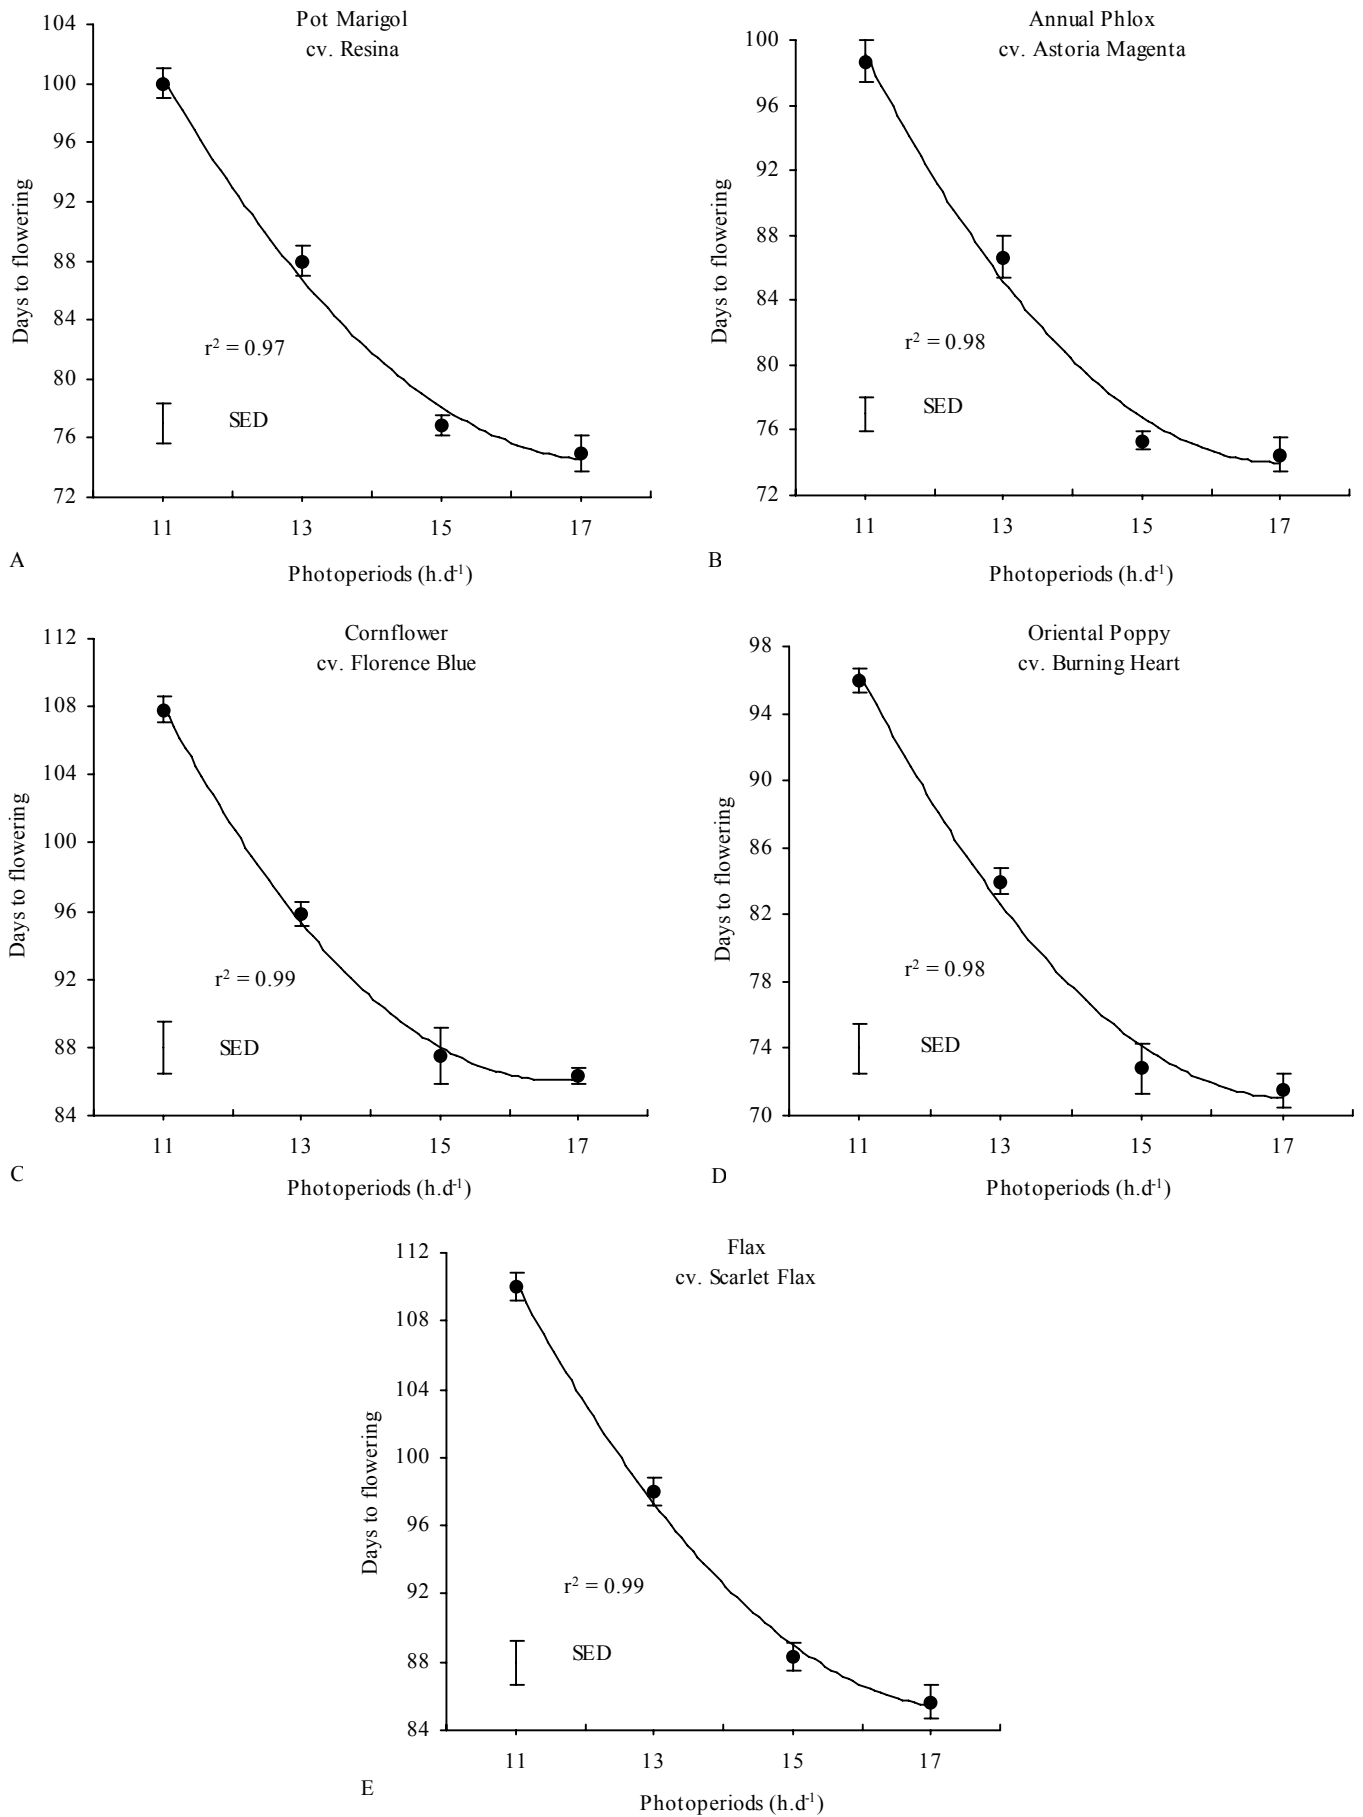 Pot Marigol
cv. Resina
104
100
96
92
88
84
80
76
72
Days to flowering
r² = 0.97
SED
11 13 15 17
A
Photoperiods (h.d⁻¹)
Annual Phlox
cv. Astoria Magenta
100
96
92
88
84
80
76
72
Days to flowering
r² = 0.98
SED
11 13 15 17
B
Photoperiods (h.d⁻¹)
Cornflower
cv. Florence Blue
112
108
104
100
96
92
88
84
Days to flowering
r² = 0.99
SED
11 13 15 17
C
Photoperiods (h.d⁻¹)
Oriental Poppy
cv. Burning Heart
98
94
90
86
82
78
74
70
Days to flowering
r² = 0.98
SED
11 13 15 17
D
Photoperiods (h.d⁻¹)
Flax
cv. Scarlet Flax
112
108
104
100
96
92
88
84
Days to flowering
r² = 0.99
SED
11 13 15 17
E
Photoperiods (h.d⁻¹)